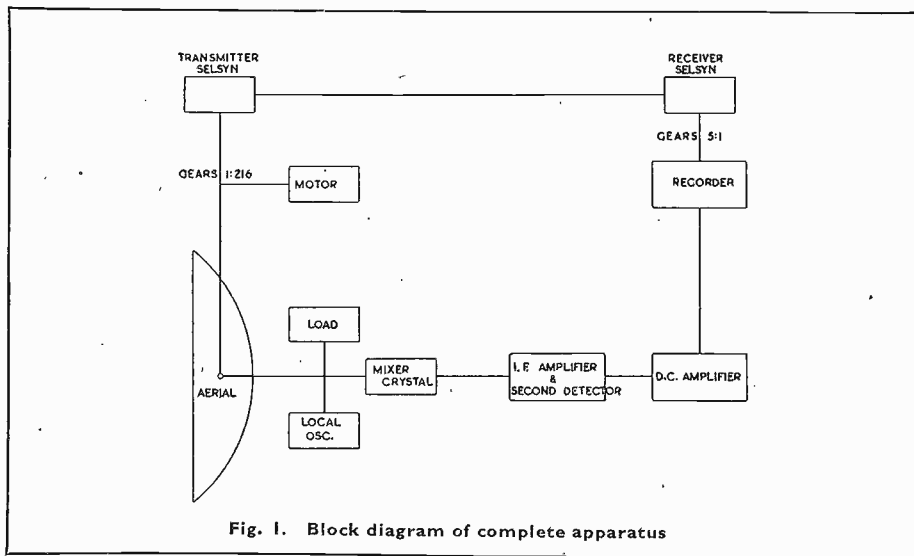 TRANSMITTER
SELSYN
RECEIVER
SELSYN
GEARS 5:1
GEARS 1:216
MOTOR
RECORDER
LOAD
AERIAL
MIXER
CRYSTAL
I.F. AMPLIFIER
&
SECOND DETECTOR
D.C. AMPLIFIER
LOCAL
OSC.
Fig. 1. Block diagram of complete apparatus